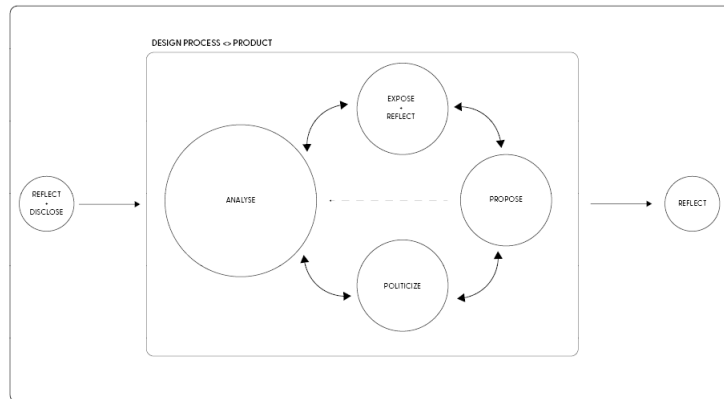 DESIGN PROCESS <> PRODUCT
EXPOSE
+
REFLECT
REFLECT
+
DISCLOSE
ANALYSE
PROPOSE
REFLECT
POLITICIZE